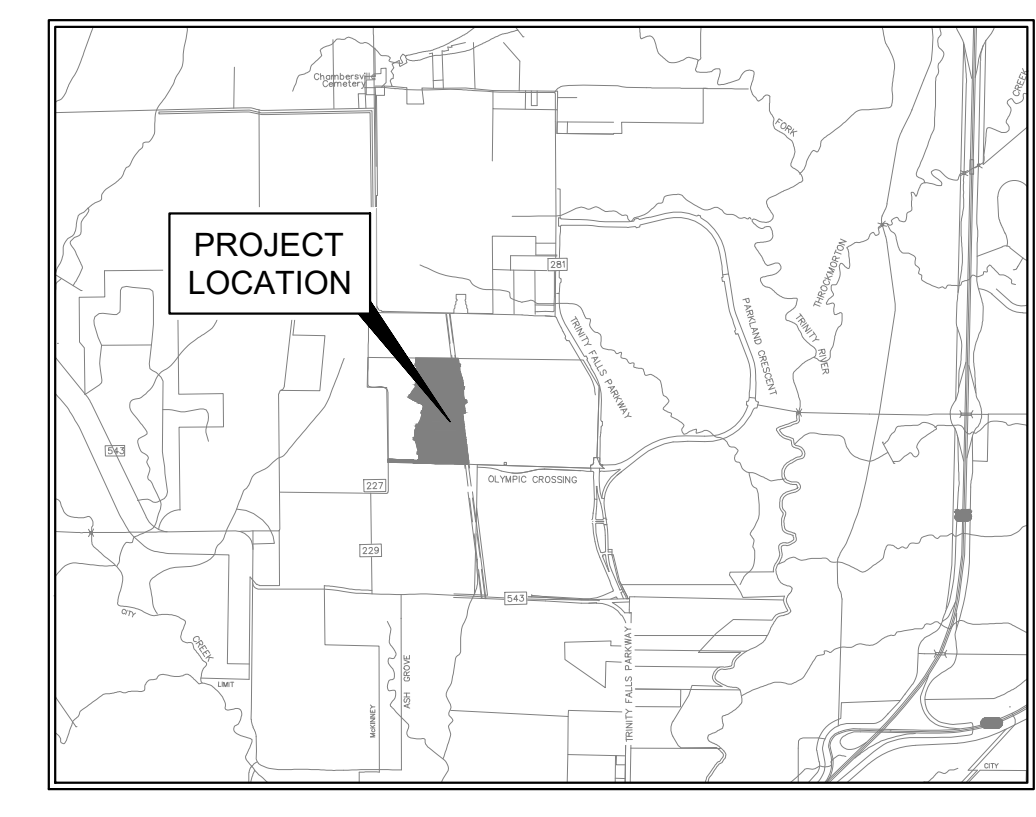 Chambersville
Cemetery
CREEK
FORK
PROJECT
LOCATION
281
THROCKMORTON
PARKLAND CRESCENT
TRINITY RIVER
TRINITY FALLS PARKWAY
543
227
OLYMPIC CROSSING
229
543
CITY
CREEK
LIMIT
McKINNEY
ASH GROVE
TRINITY FALLS PARKWAY
CITY